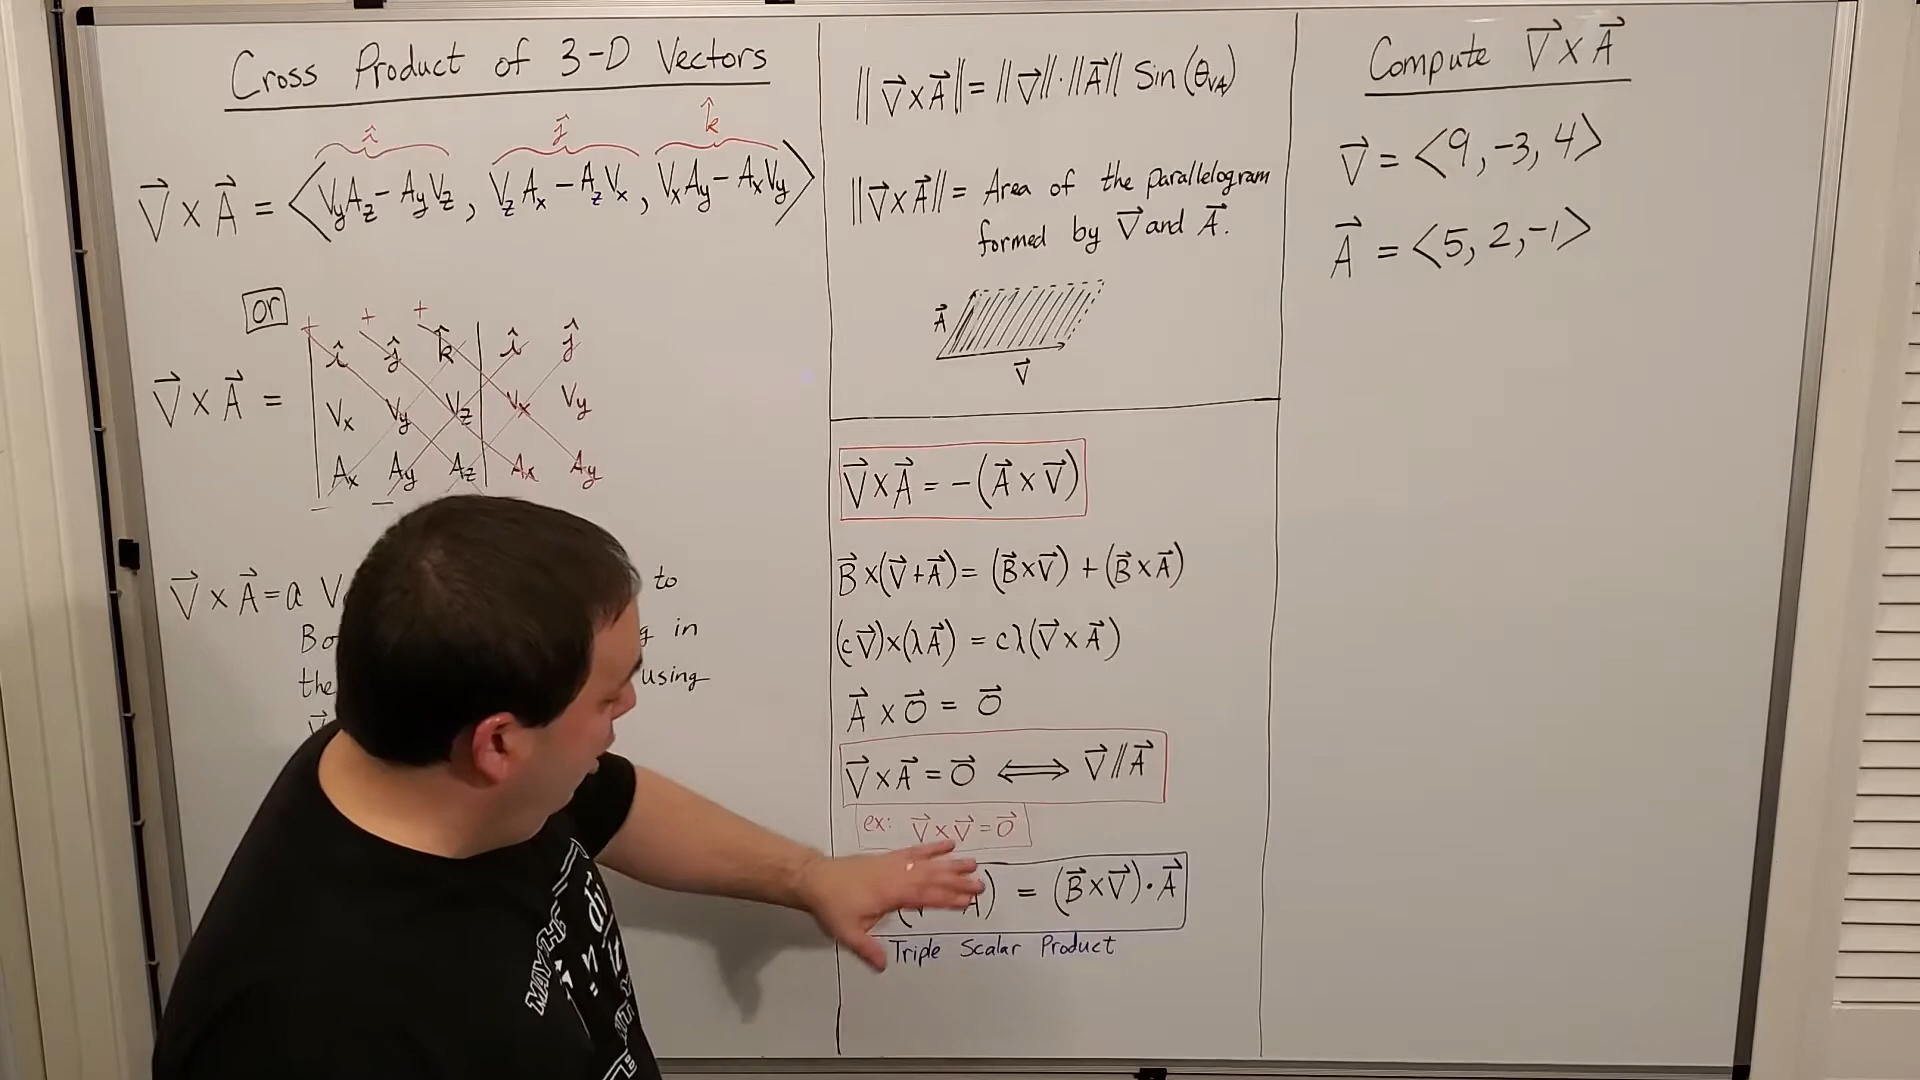 Cross Product of 3-D Vectors
î ĵ k̂
V⃗ × A⃗ = ⟨VyAz − AyVz, VzAx − AzVx, VxAy − AxVy⟩
or
+ + +
î ĵ k̂ î ĵ
V⃗ × A⃗ =
Vx Vy Vz Vx Vy
Ax Ay Az Ax Ay
− −
V⃗ × A⃗ = a to
in
the using
‖V⃗×A⃗‖ = ‖V⃗‖·‖A⃗‖ Sin(θVA)
‖V⃗×A⃗‖ = Area of the parallelogram
formed by V⃗ and A⃗.
A⃗
V⃗
V⃗×A⃗ = −(A⃗×V⃗)
B⃗×(V⃗+A⃗) = (B⃗×V⃗) + (B⃗×A⃗)
(cV⃗)×(λA⃗) = cλ(V⃗×A⃗)
A⃗ × O⃗ = O⃗
V⃗×A⃗ = O⃗ ⟺ V⃗ // A⃗
ex: V⃗×V⃗ = O⃗
A⃗) = (B⃗×V⃗)·A⃗
Triple Scalar Product
Compute V⃗×A⃗
V⃗ = ⟨9, -3, 4⟩
A⃗ = ⟨5, 2, -1⟩